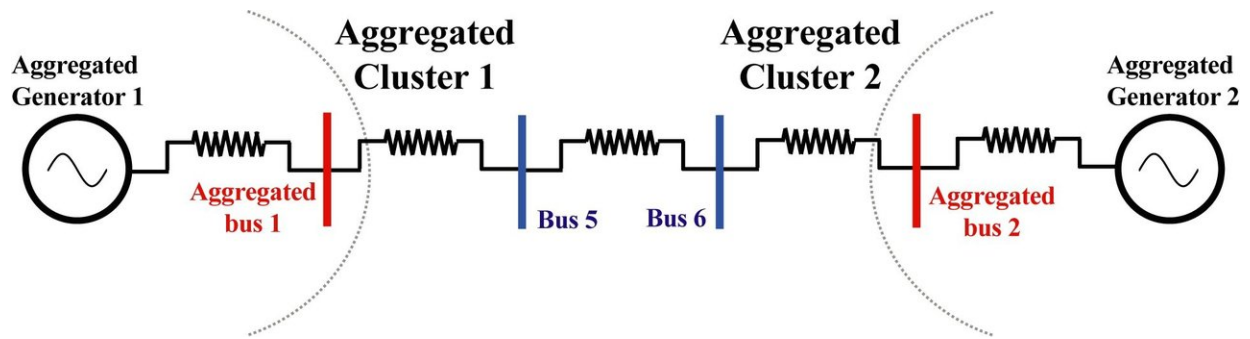 Aggregated
Generator 1
Aggregated
Cluster 1
Aggregated
Cluster 2
Aggregated
Generator 2
Aggregated
bus 1
Bus 5
Bus 6
Aggregated
bus 2